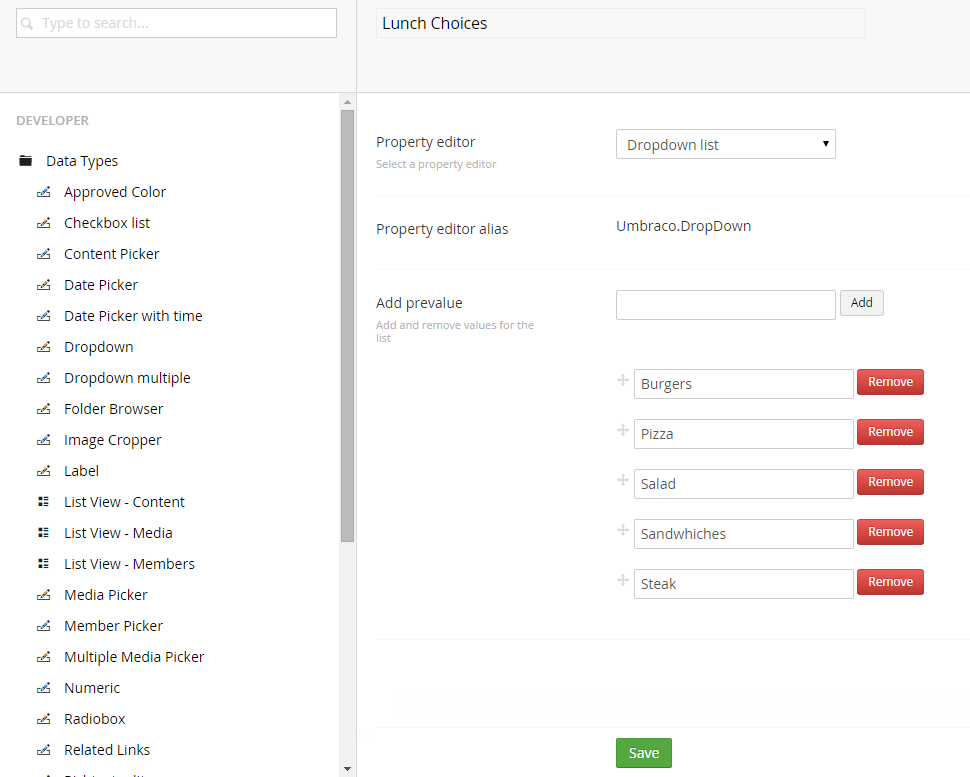 Type to search...
Lunch Choices
DEVELOPER
Data Types
Approved Color
Checkbox list
Content Picker
Date Picker
Date Picker with time
Dropdown
Dropdown multiple
Folder Browser
Image Cropper
Label
List View - Content
List View - Media
List View - Members
Media Picker
Member Picker
Multiple Media Picker
Numeric
Radiobox
Related Links
Property editor
Select a property editor
Dropdown list
Property editor alias
Umbraco.DropDown
Add prevalue
Add and remove values for the
list
Add
Burgers Remove
Pizza Remove
Salad Remove
Sandwhiches Remove
Steak Remove
Save